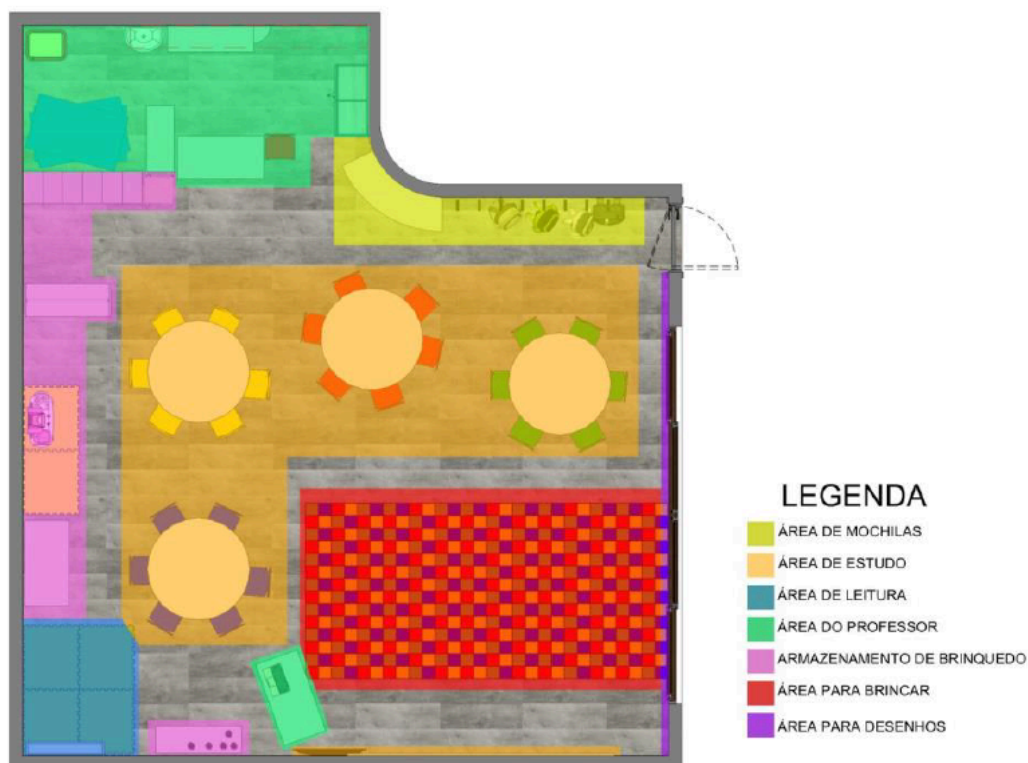 LEGENDA
ÁREA DE MOCHILAS
ÁREA DE ESTUDO
ÁREA DE LEITURA
ÁREA DO PROFESSOR
ARMAZENAMENTO DE BRINQUEDO
ÁREA PARA BRINCAR
ÁREA PARA DESENHOS